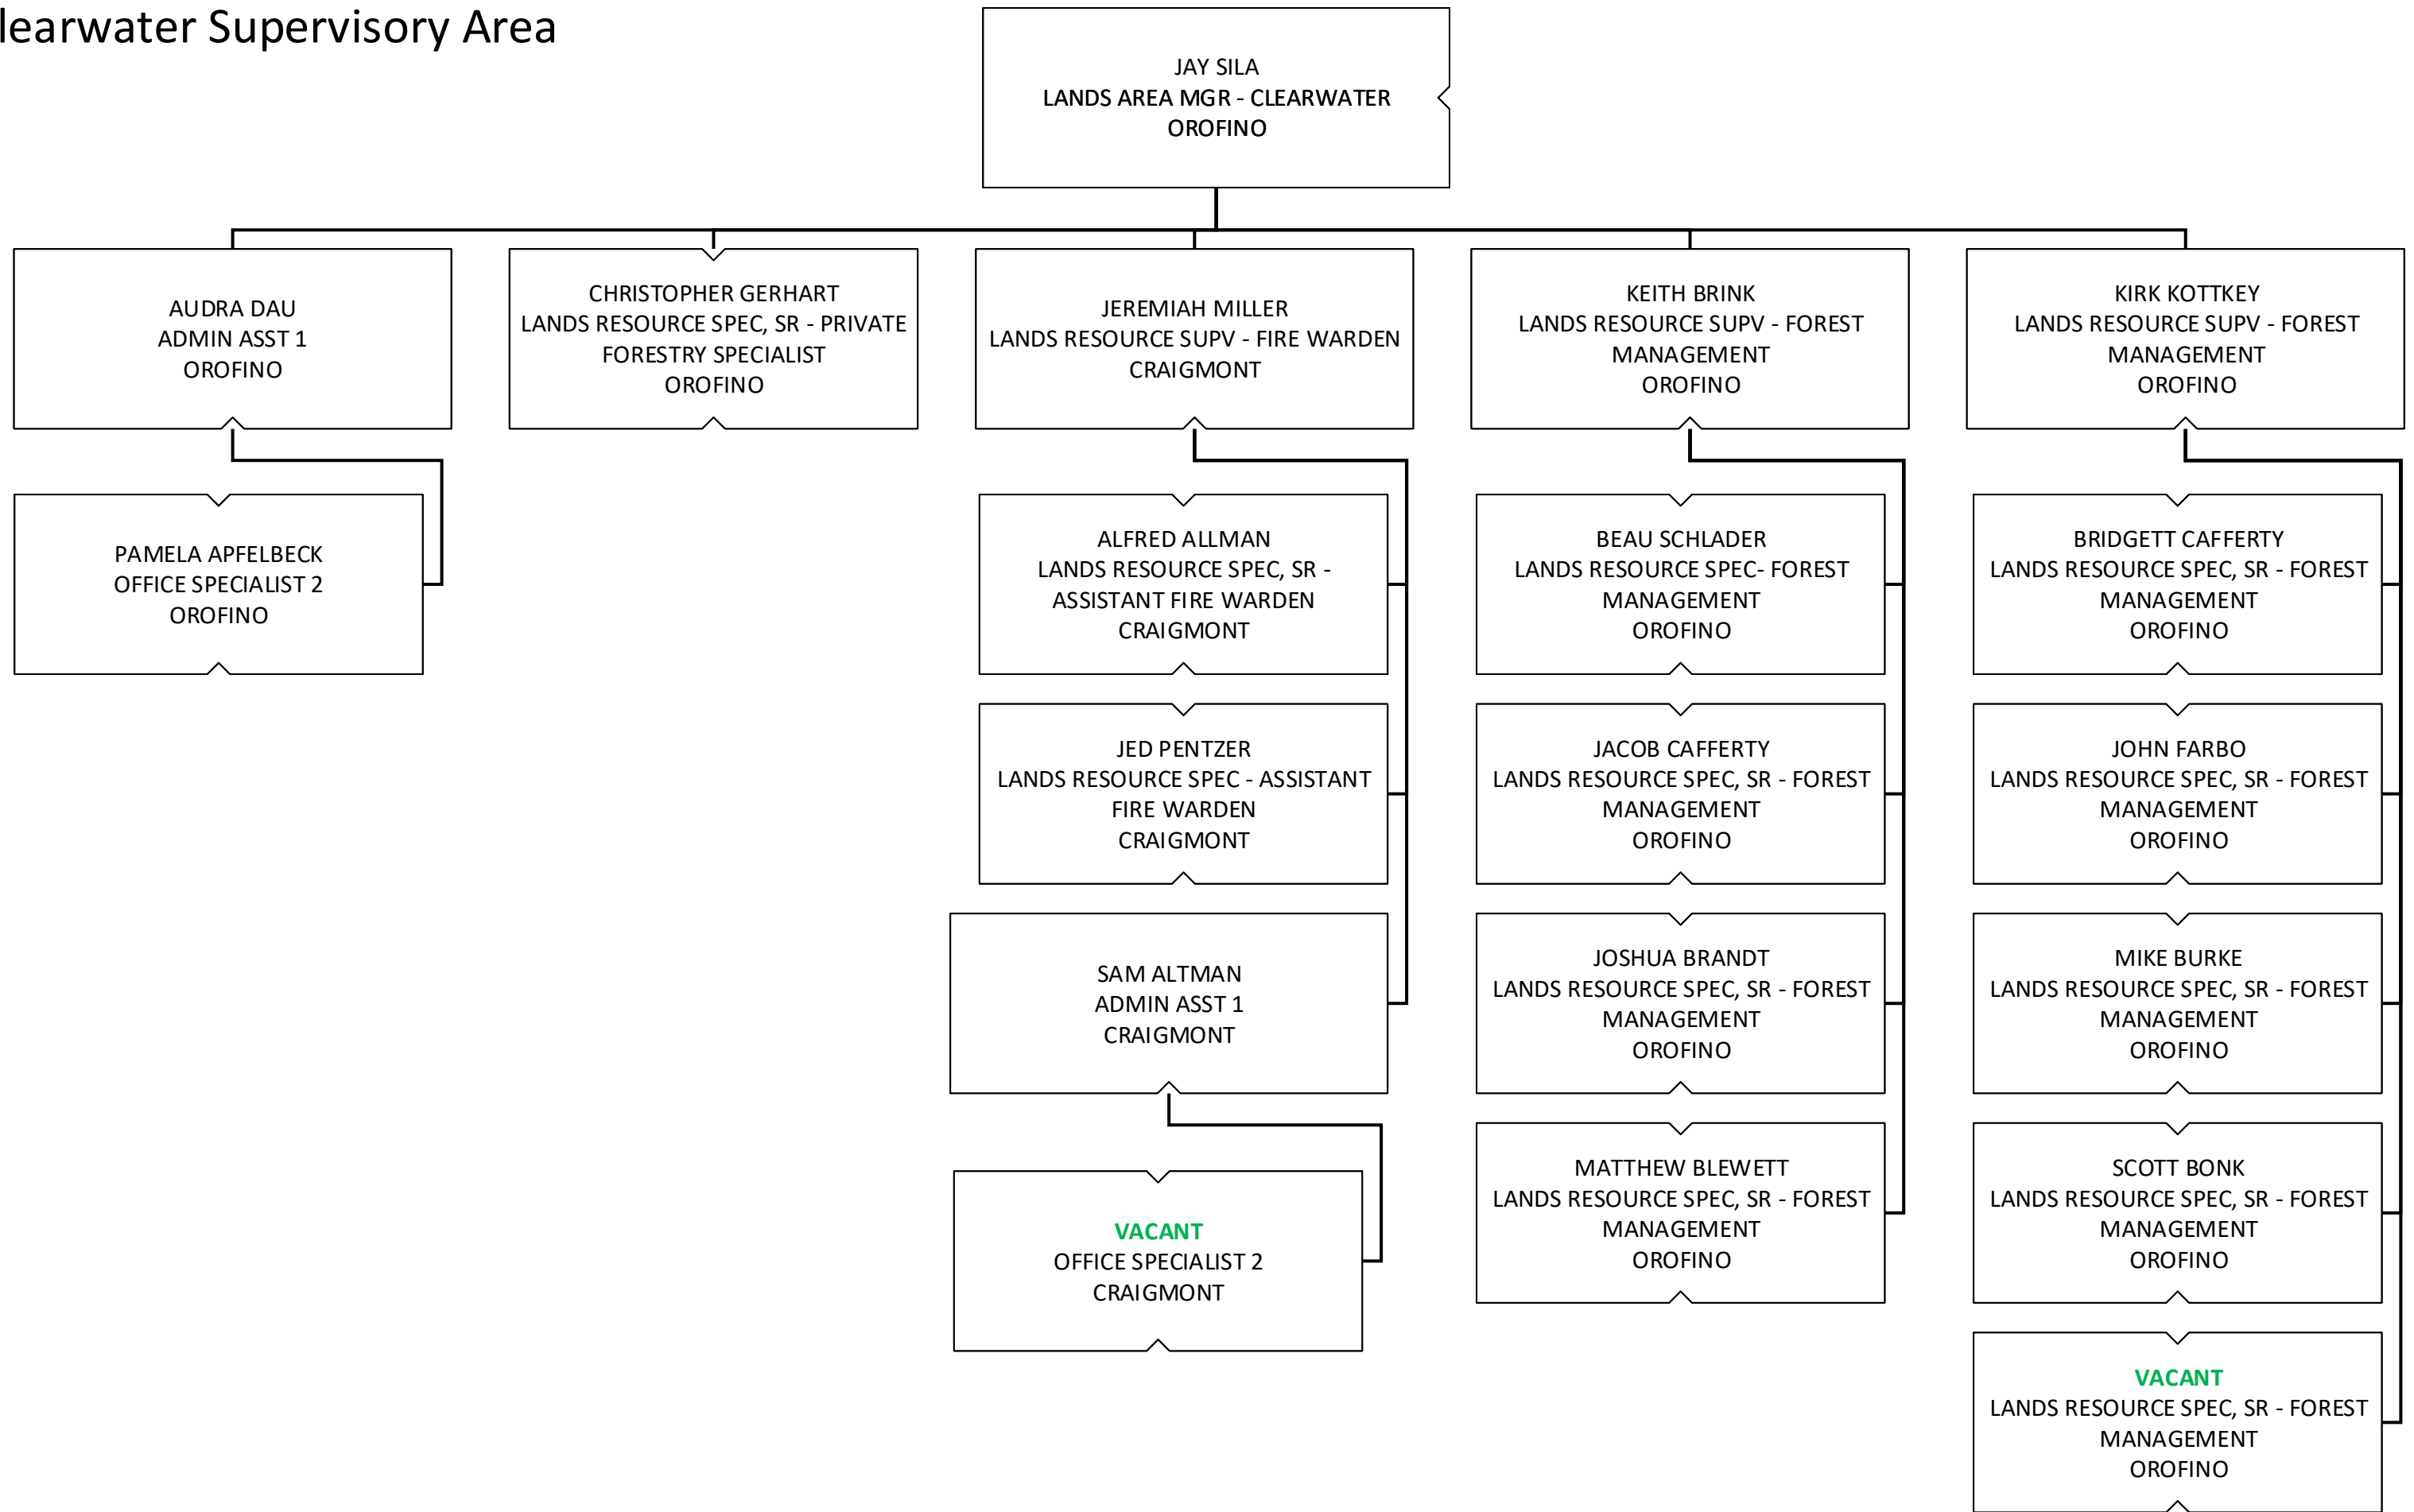 learwater Supervisory Area
JAY SILA
LANDS AREA MGR - CLEARWATER
OROFINO
AUDRA DAU
ADMIN ASST 1
OROFINO
CHRISTOPHER GERHART
LANDS RESOURCE SPEC, SR - PRIVATE
FORESTRY SPECIALIST
OROFINO
JEREMIAH MILLER
LANDS RESOURCE SUPV - FIRE WARDEN
CRAIGMONT
KEITH BRINK
LANDS RESOURCE SUPV - FOREST
MANAGEMENT
OROFINO
KIRK KOTTKEY
LANDS RESOURCE SUPV - FOREST
MANAGEMENT
OROFINO
PAMELA APFELBECK
OFFICE SPECIALIST 2
OROFINO
ALFRED ALLMAN
LANDS RESOURCE SPEC, SR -
ASSISTANT FIRE WARDEN
CRAIGMONT
JED PENTZER
LANDS RESOURCE SPEC - ASSISTANT
FIRE WARDEN
CRAIGMONT
SAM ALTMAN
ADMIN ASST 1
CRAIGMONT
VACANT
OFFICE SPECIALIST 2
CRAIGMONT
BEAU SCHLADER
LANDS RESOURCE SPEC- FOREST
MANAGEMENT
OROFINO
JACOB CAFFERTY
LANDS RESOURCE SPEC, SR - FOREST
MANAGEMENT
OROFINO
JOSHUA BRANDT
LANDS RESOURCE SPEC, SR - FOREST
MANAGEMENT
OROFINO
MATTHEW BLEWETT
LANDS RESOURCE SPEC, SR - FOREST
MANAGEMENT
OROFINO
BRIDGETT CAFFERTY
LANDS RESOURCE SPEC, SR - FOREST
MANAGEMENT
OROFINO
JOHN FARBO
LANDS RESOURCE SPEC, SR - FOREST
MANAGEMENT
OROFINO
MIKE BURKE
LANDS RESOURCE SPEC, SR - FOREST
MANAGEMENT
OROFINO
SCOTT BONK
LANDS RESOURCE SPEC, SR - FOREST
MANAGEMENT
OROFINO
VACANT
LANDS RESOURCE SPEC, SR - FOREST
MANAGEMENT
OROFINO